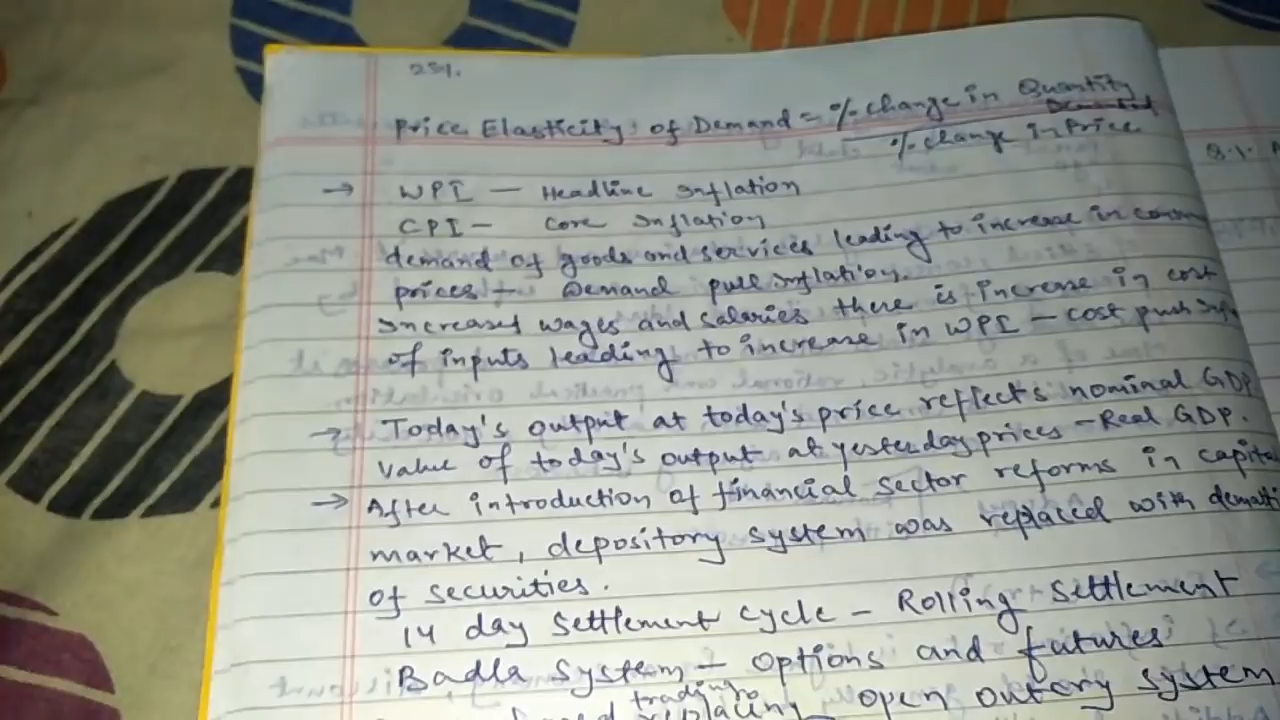 25%.
Price Elasticity of Demand = % change in Quantity Demanded
% change in Price
→ WPI — Headline Inflation
CPI — Core Inflation
demand of goods and services leading to increase in
prices — Demand pull inflation.
Increased wages and salaries there is increase in cost
of inputs leading to increase in WPI — cost push
→ Today's output at today's price reflects nominal GDP
Value of today's output at yesterday prices — Real GDP.
→ After introduction of financial sector reforms in
market, depository system was replaced with
of securities.
14 day settlement cycle — Rolling Settlement
Badla System — Options and futures
trading
replacing open outcry system